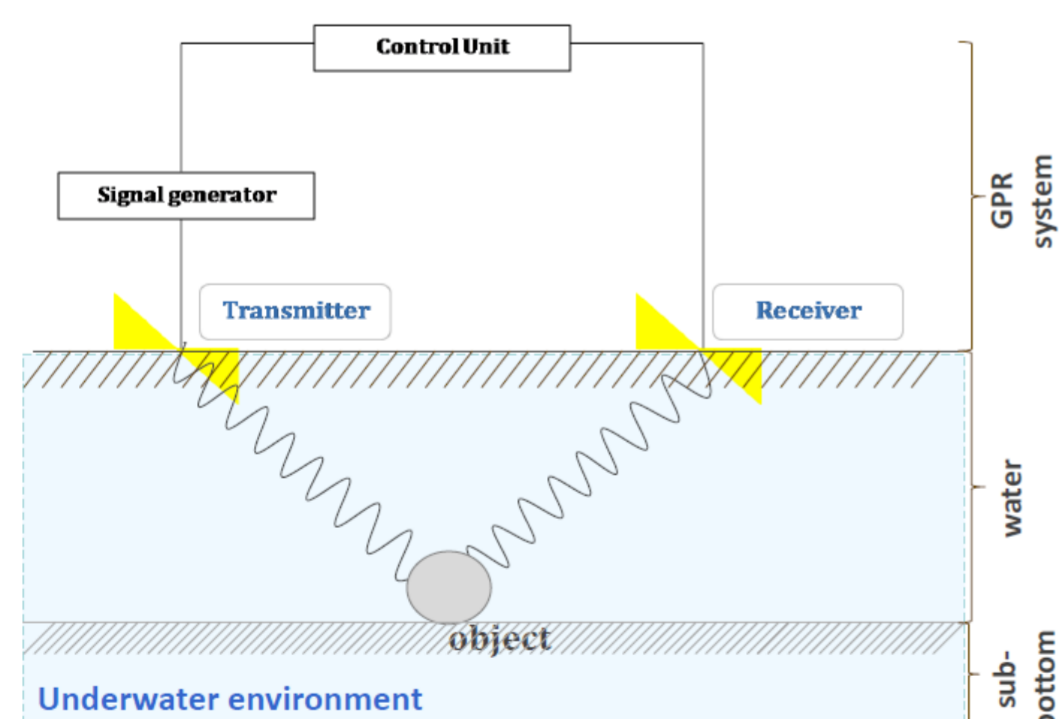 Control Unit
Signal generator
Transmitter
Receiver
GPR
system
water
object
Underwater environment
sub-
bottom